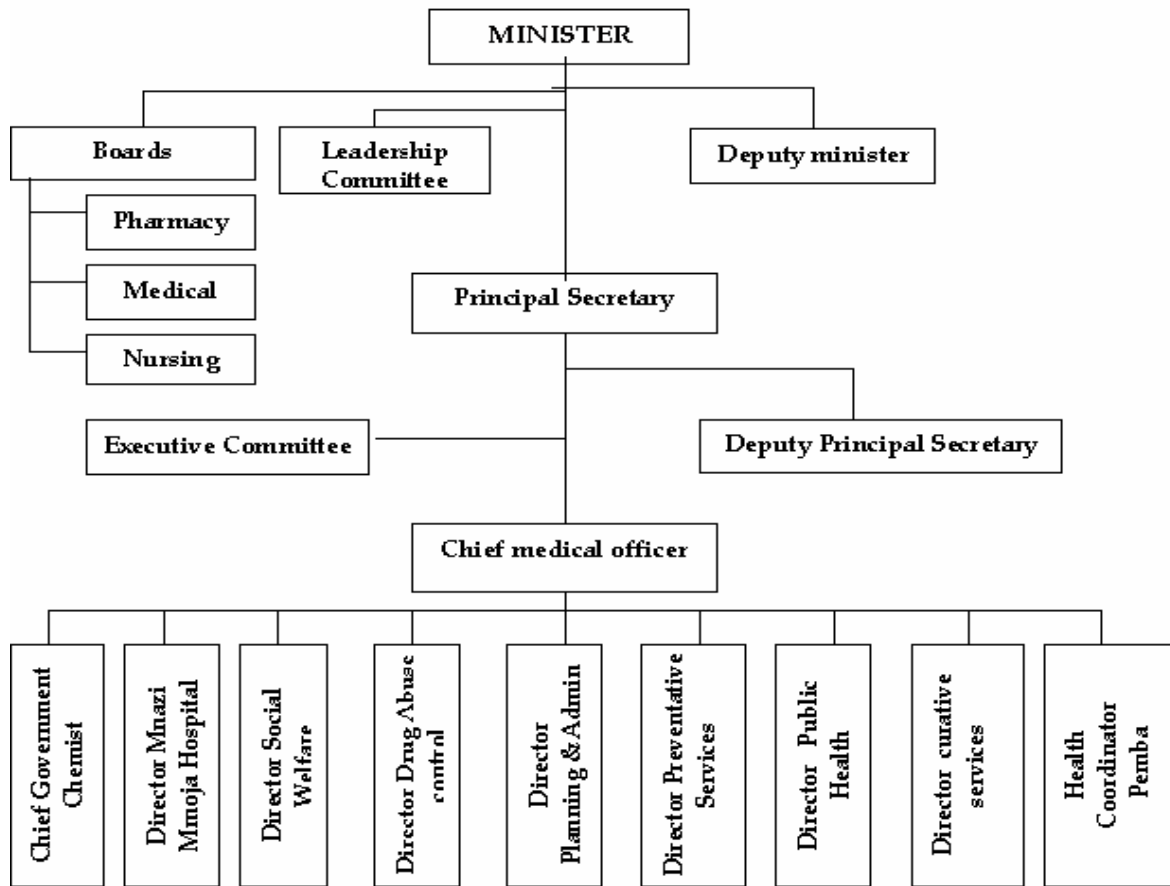 MINISTER
Boards
Leadership
Committee
Deputy minister
Pharmacy
Medical
Nursing
Principal Secretary
Executive Committee
Deputy Principal Secretary
Chief medical officer
Chief Government
Chemist
Director Mnazi
Mmoja Hospital
Director Social
Welfare
Director Drug Abuse
control
Director
Planning & Admin
Director Preventative
Services
Director Public
Health
Director curative
services
Health
Coordinator
Pemba